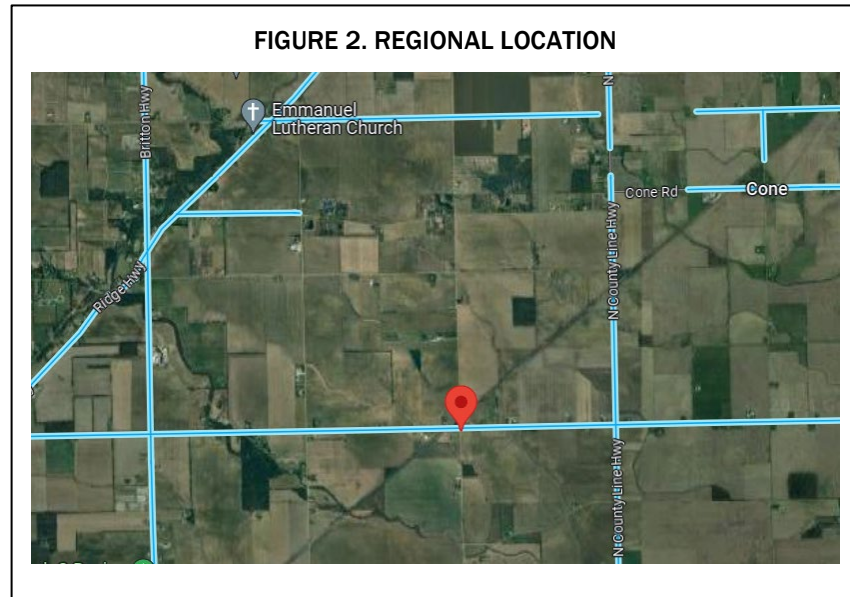 FIGURE 2. REGIONAL LOCATION
Britton Hwy
Emmanuel
Lutheran Church
N
Cone Rd
Cone
N County Line Hwy
Ridge Hwy
N County Line Hwy